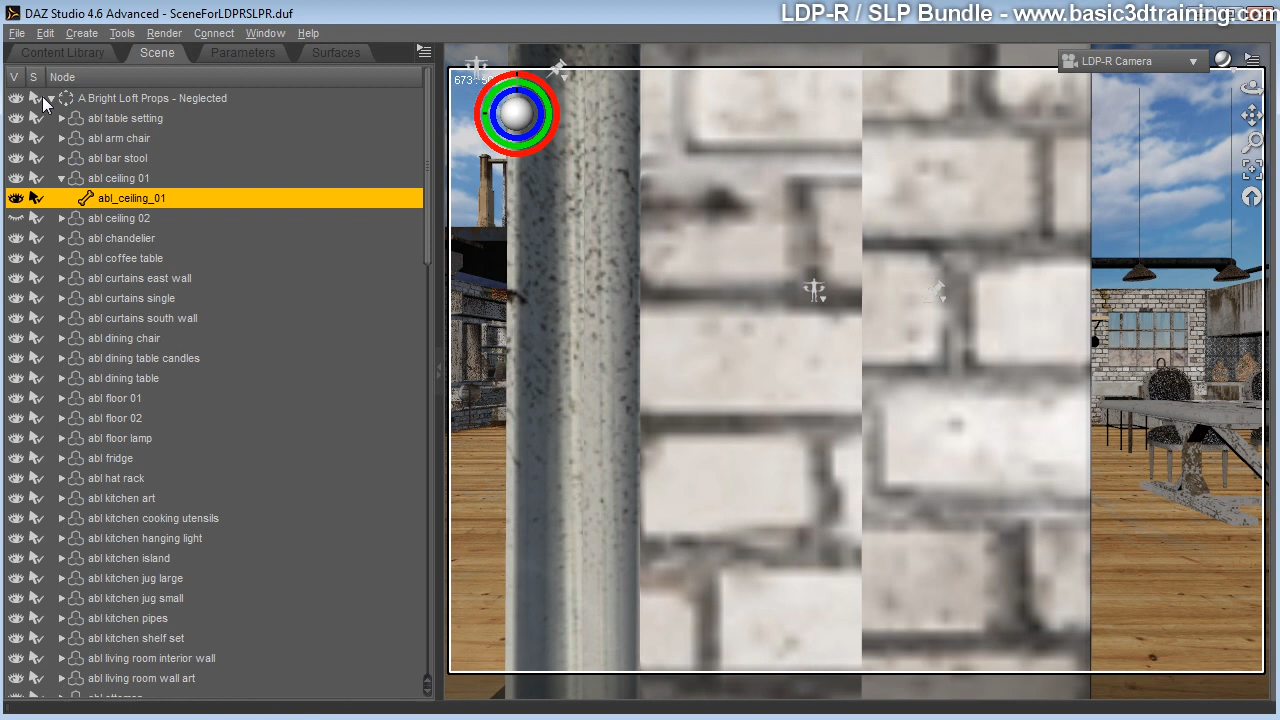 DAZ Studio 4.6 Advanced - SceneForLDPRSLPR.duf
LDP-R / SLP Bundle - www.basic3dtraining.com
File Edit Create Tools Render Connect Window Help
Content Library Scene Parameters Surfaces
V S Node
LDP-R Camera
A Bright Loft Props - Neglected
abl table setting
abl arm chair
abl bar stool
abl ceiling 01
abl_ceiling_01
abl ceiling 02
abl chandelier
abl coffee table
abl curtains east wall
abl curtains single
abl curtains south wall
abl dining chair
abl dining table candles
abl dining table
abl floor 01
abl floor 02
abl floor lamp
abl fridge
abl hat rack
abl kitchen art
abl kitchen cooking utensils
abl kitchen hanging light
abl kitchen island
abl kitchen jug large
abl kitchen jug small
abl kitchen pipes
abl kitchen shelf set
abl living room interior wall
abl living room wall art